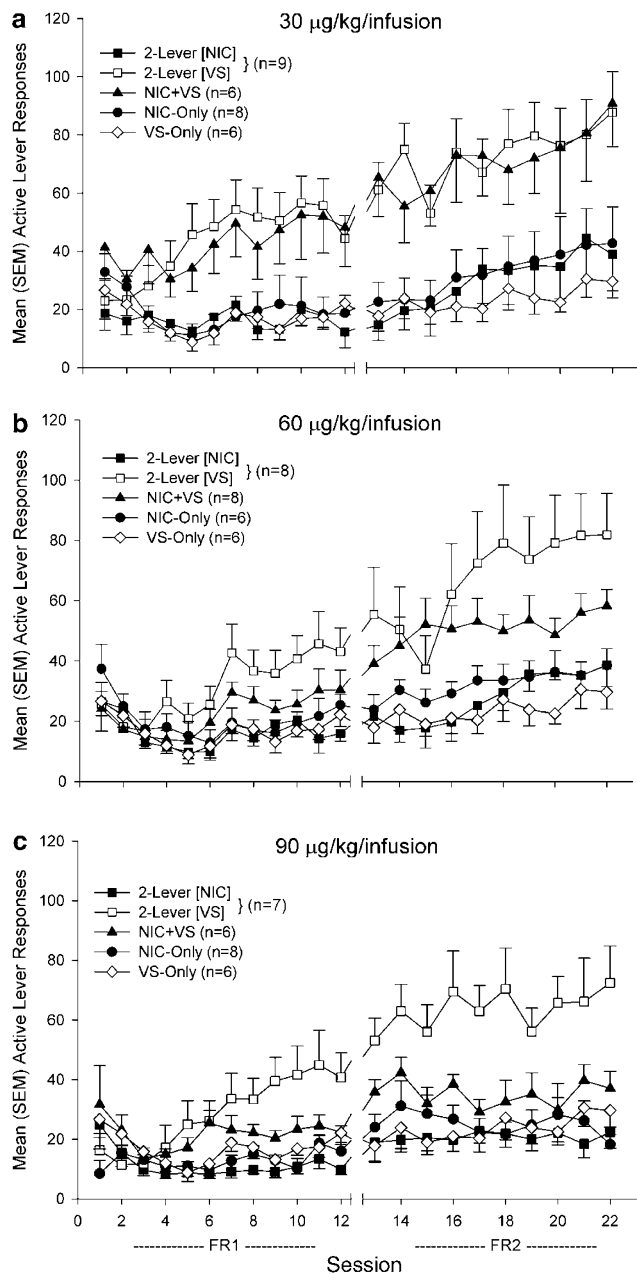 a
30 μg/kg/infusion
Mean (SEM) Active Lever Responses
120
100
80
60
40
20
0
2-Lever [NIC]
2-Lever [VS]
} (n=9)
NIC+VS (n=6)
NIC-Only (n=8)
VS-Only (n=6)
b
60 μg/kg/infusion
Mean (SEM) Active Lever Responses
120
100
80
60
40
20
0
2-Lever [NIC]
2-Lever [VS]
} (n=8)
NIC+VS (n=8)
NIC-Only (n=6)
VS-Only (n=6)
c
90 μg/kg/infusion
Mean (SEM) Active Lever Responses
120
100
80
60
40
20
0
2-Lever [NIC]
2-Lever [VS]
} (n=7)
NIC+VS (n=6)
NIC-Only (n=8)
VS-Only (n=6)
0 2 4 6 8 10 12 14 16 18 20 22
----------- FR1 ----------- ----------- FR2 -----------
Session